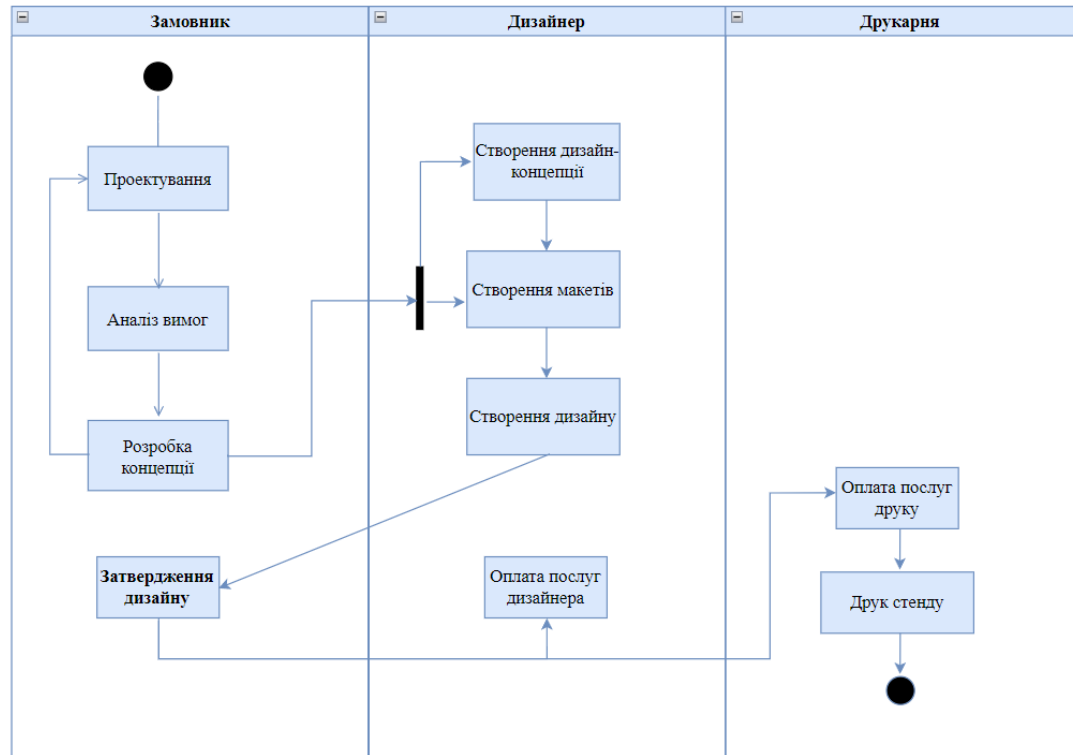 Замовник
Дизайнер
Друкарня
Проектування
Аналіз вимог
Розробка
концепції
Затвердження
дизайну
Створення дизайн-
концепції
Створення макетів
Створення дизайну
Оплата послуг
дизайнера
Оплата послуг
друку
Друк стенду